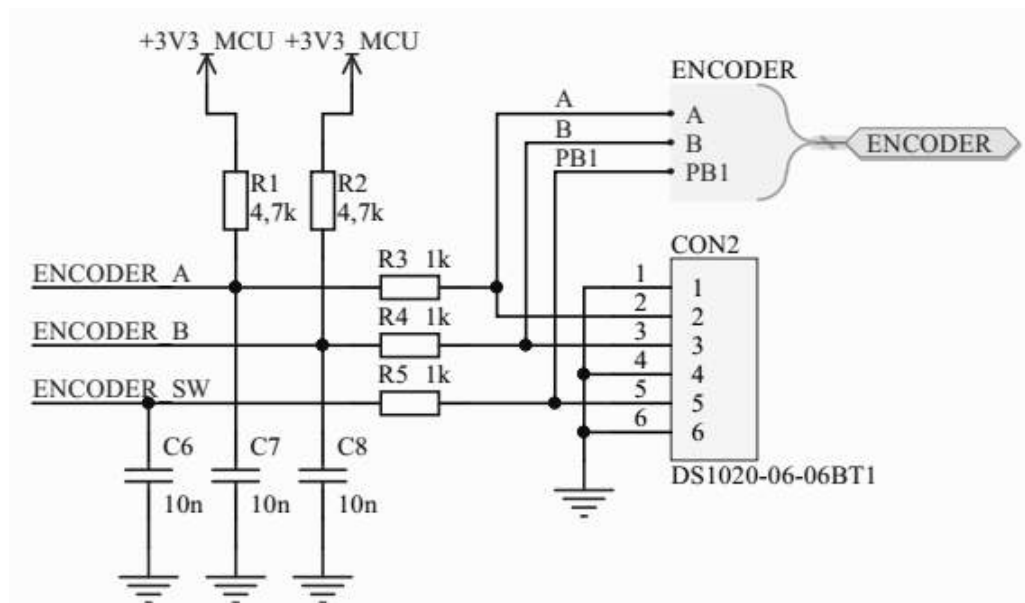 +3V3_MCU +3V3_MCU
ENCODER
A
A
B
B
ENCODER
PB1
PB1
R1
4,7k
R2
4,7k
CON2
ENCODER_A
R3 1k
1
1
2
2
ENCODER_B
R4 1k
3
3
4
4
ENCODER_SW
R5 1k
5
5
6
6
C6
10n
C7
10n
C8
10n
DS1020-06-06BT1